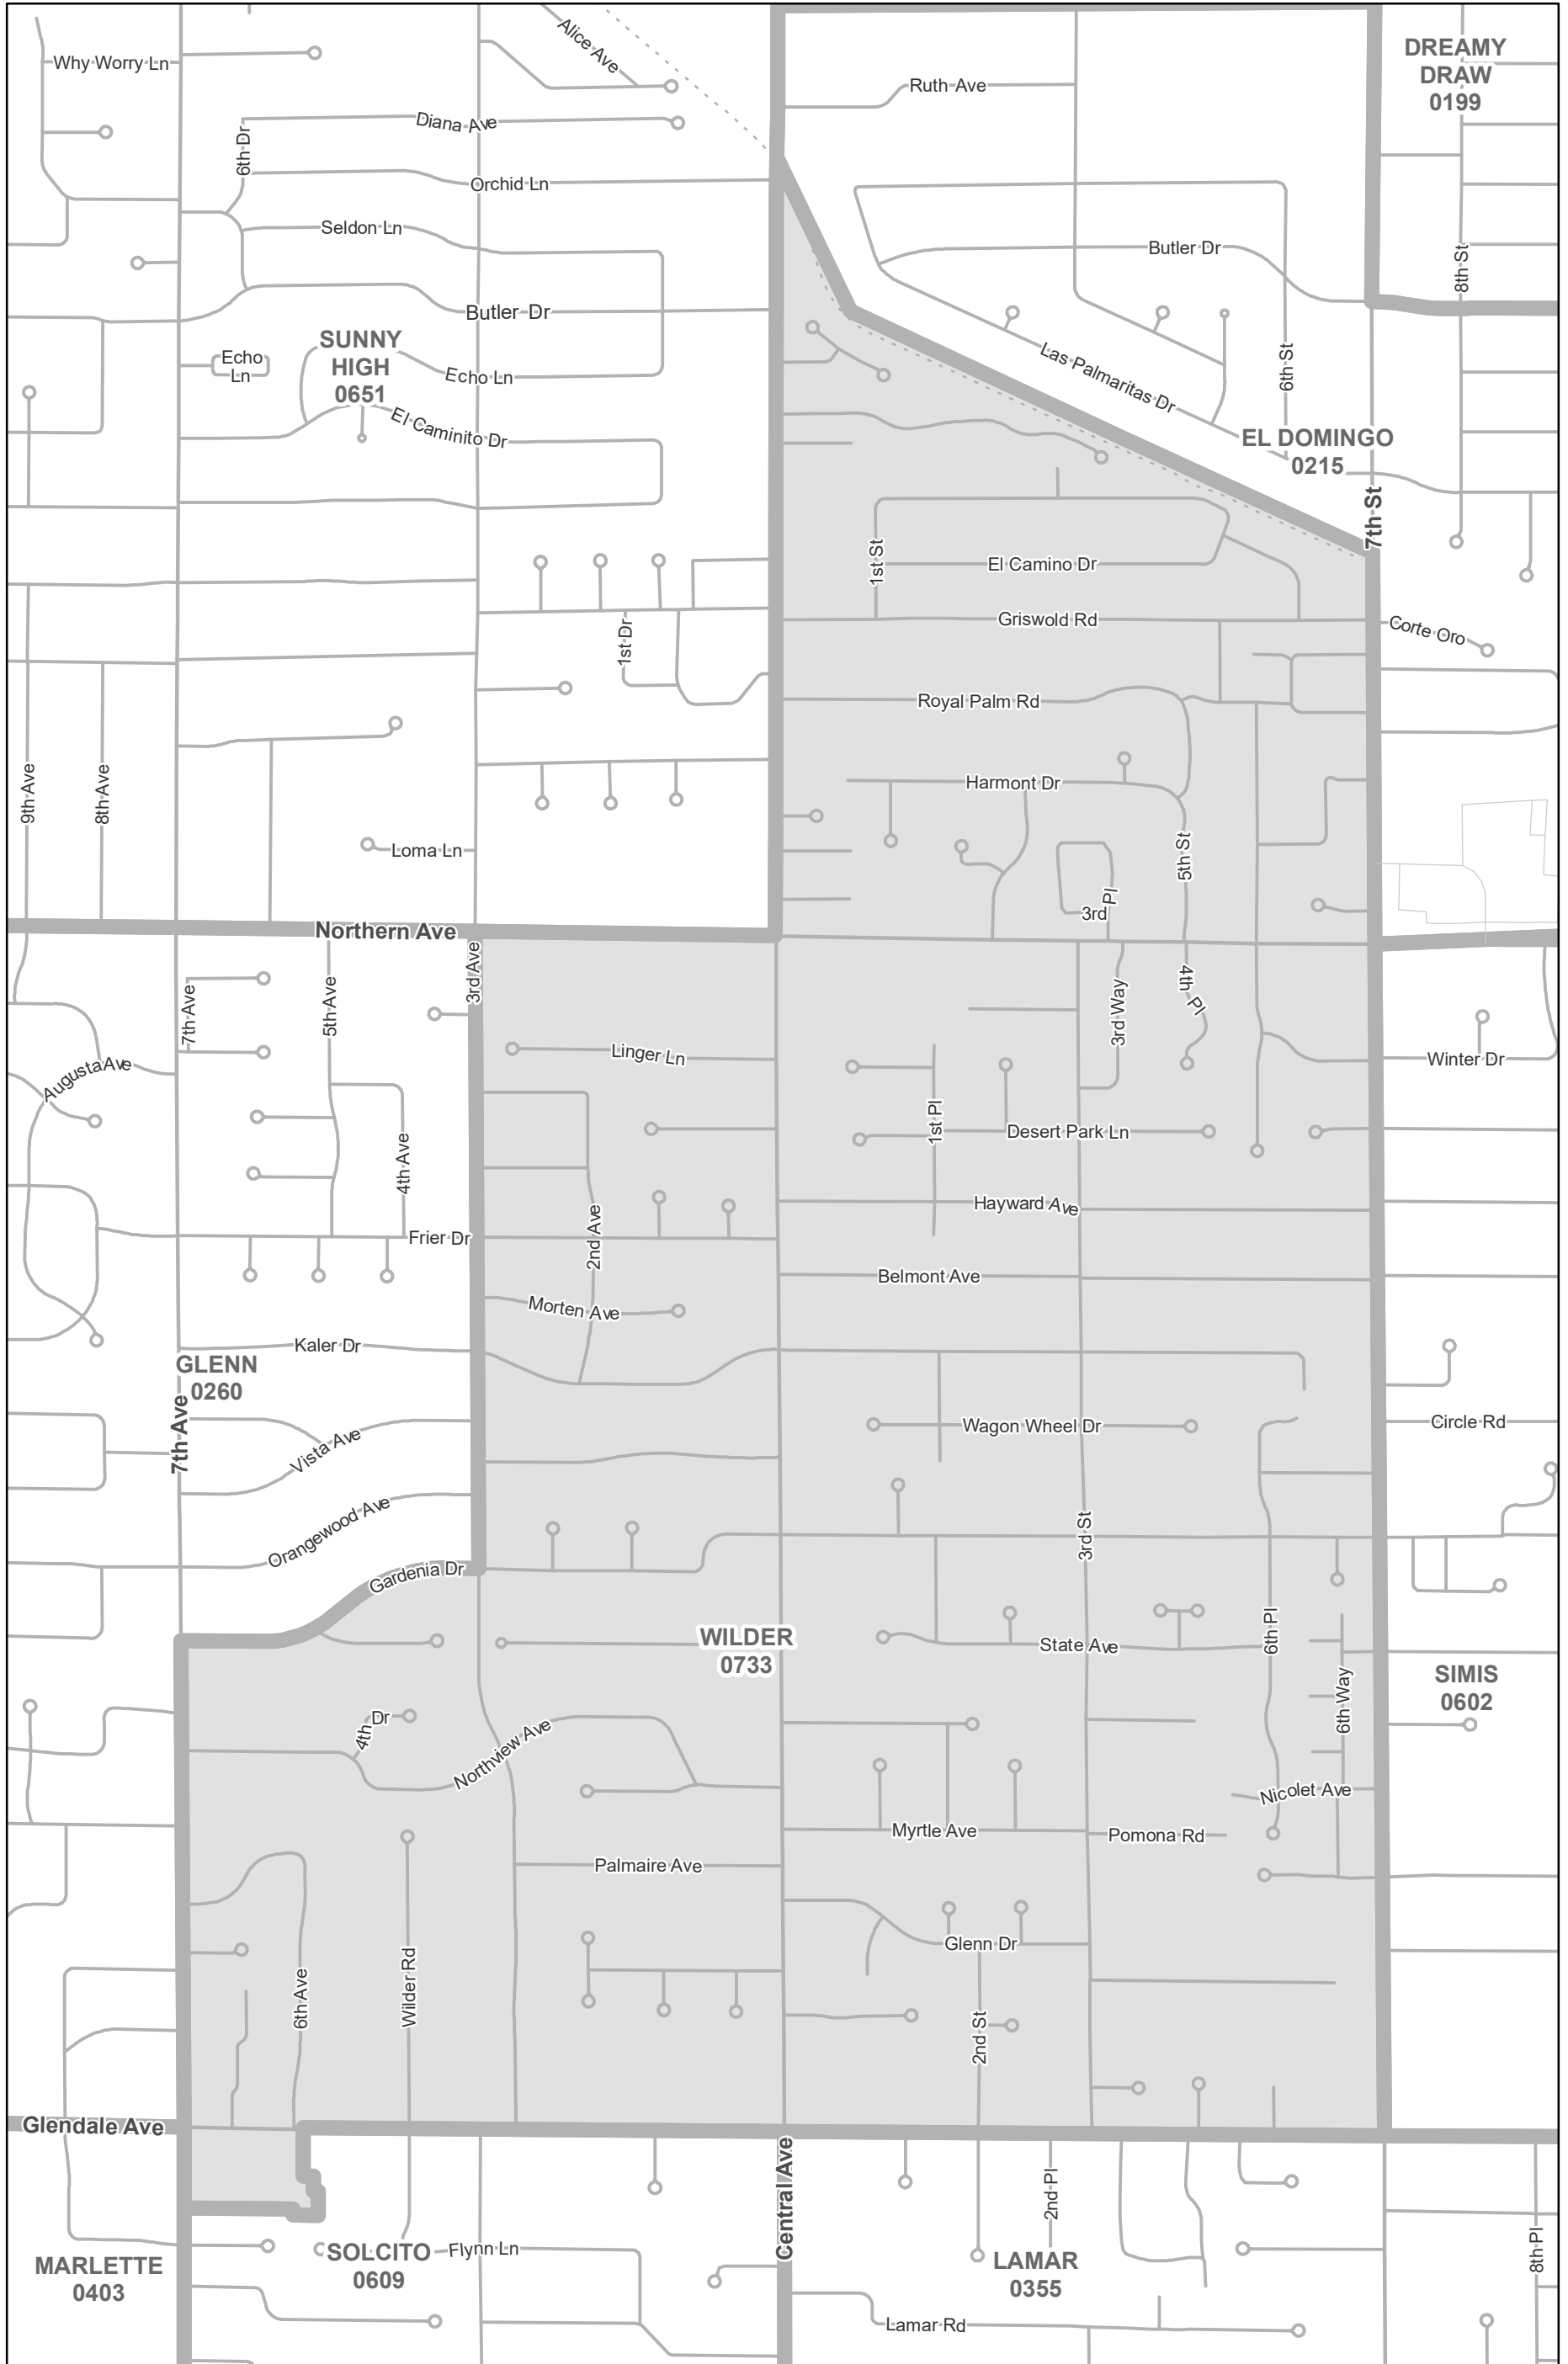 Alice Ave
DREAMY
DRAW
0199
Why Worry Ln
Ruth Ave
Diana Ave
6th Dr
Orchid Ln
Seldon Ln
Butler Dr
8th St
Butler Dr
SUNNY
HIGH
0651
Echo
Ln
Echo Ln
Las Palmaritas Dr
6th St
El Caminito Dr
EL DOMINGO
0215
7th St
1st St
El Camino Dr
Griswold Rd
Corte Oro
1st Dr
Royal Palm Rd
9th Ave
8th Ave
Harmont Dr
Loma Ln
5th St
3rd Pl
Northern Ave
3rd Ave
7th Ave
5th Ave
3rd Way
4th Pl
Linger Ln
Winter Dr
Augusta Ave
1st Pl
Desert Park Ln
4th Ave
Hayward Ave
2nd Ave
Frier Dr
Belmont Ave
Morten Ave
Kaler Dr
GLENN
0260
7th Ave
Wagon Wheel Dr
Circle Rd
Vista Ave
Orangewood Ave
3rd St
Gardenia Dr
WILDER
0733
State Ave
6th Pl
SIMIS
0602
6th Way
4th Dr
Northview Ave
Nicolet Ave
Myrtle Ave
Pomona Rd
Palmaire Ave
Glenn Dr
6th Ave
Wilder Rd
2nd St
Glendale Ave
Central Ave
2nd Pl
8th Pl
MARLETTE
0403
SOLCITO
0609
Flynn Ln
LAMAR
0355
Lamar Rd